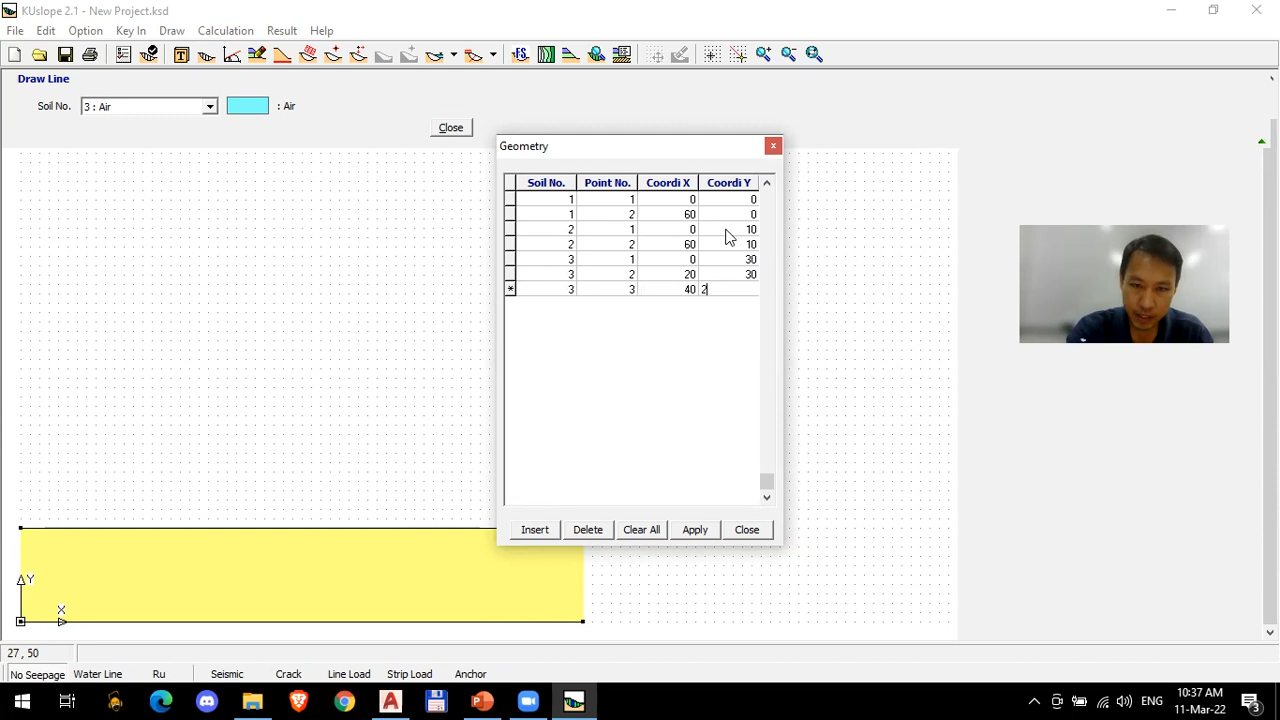 KUslope 2.1 - New Project.ksd
File Edit Option Key In Draw Calculation Result Help
T FS
Draw Line
Soil No. 3 : Air : Air
Close
Geometry
Soil No. Point No. Coordi X Coordi Y
1 1 0 0
1 2 60 0
2 1 0 10
2 2 60 10
3 1 0 30
3 2 20 30
* 3 3 40 2
Insert Delete Clear All Apply Close
Y
X
27 , 50
No Seepage Water Line Ru Seismic Crack Line Load Strip Load Anchor
ENG
10:37 AM
11-Mar-22
3